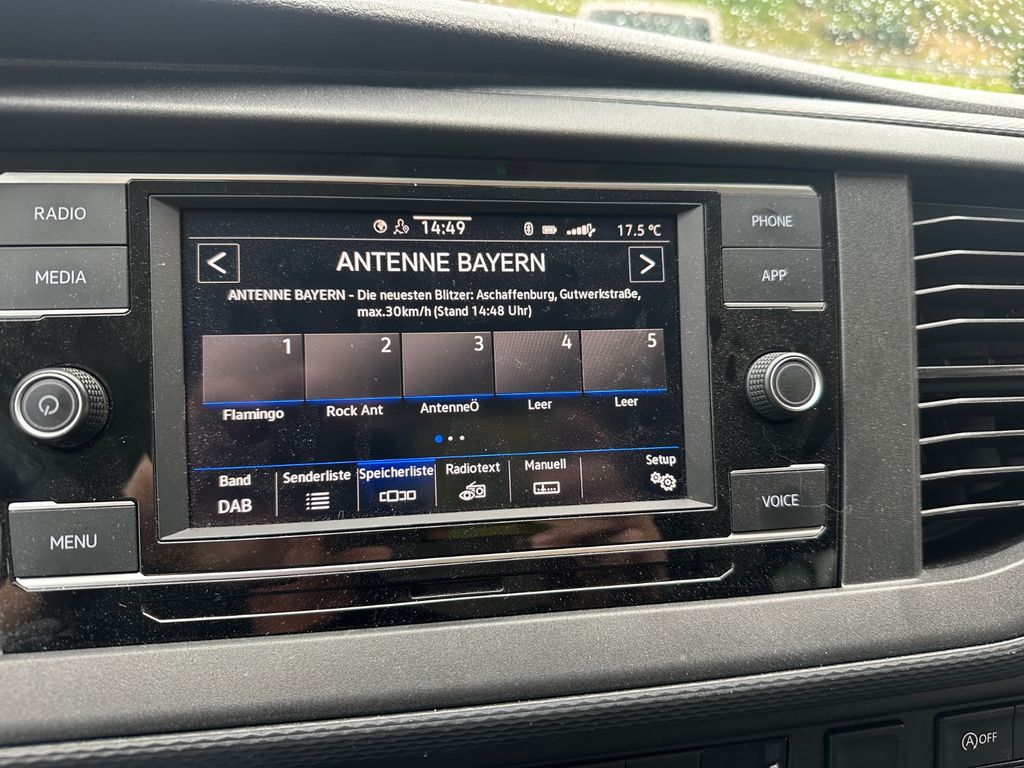 RADIO
MEDIA
MENU
14:49
17.5 °C
<
ANTENNE BAYERN
>
ANTENNE BAYERN - Die neuesten Blitzer: Aschaffenburg, Gutwerkstraße,
max.30km/h (Stand 14:48 Uhr)
1 2 3 4 5
Flamingo Rock Ant AntenneÖ Leer Leer
Band Senderliste Speicherliste Radiotext Manuell Setup
DAB
PHONE
APP
VOICE
A OFF